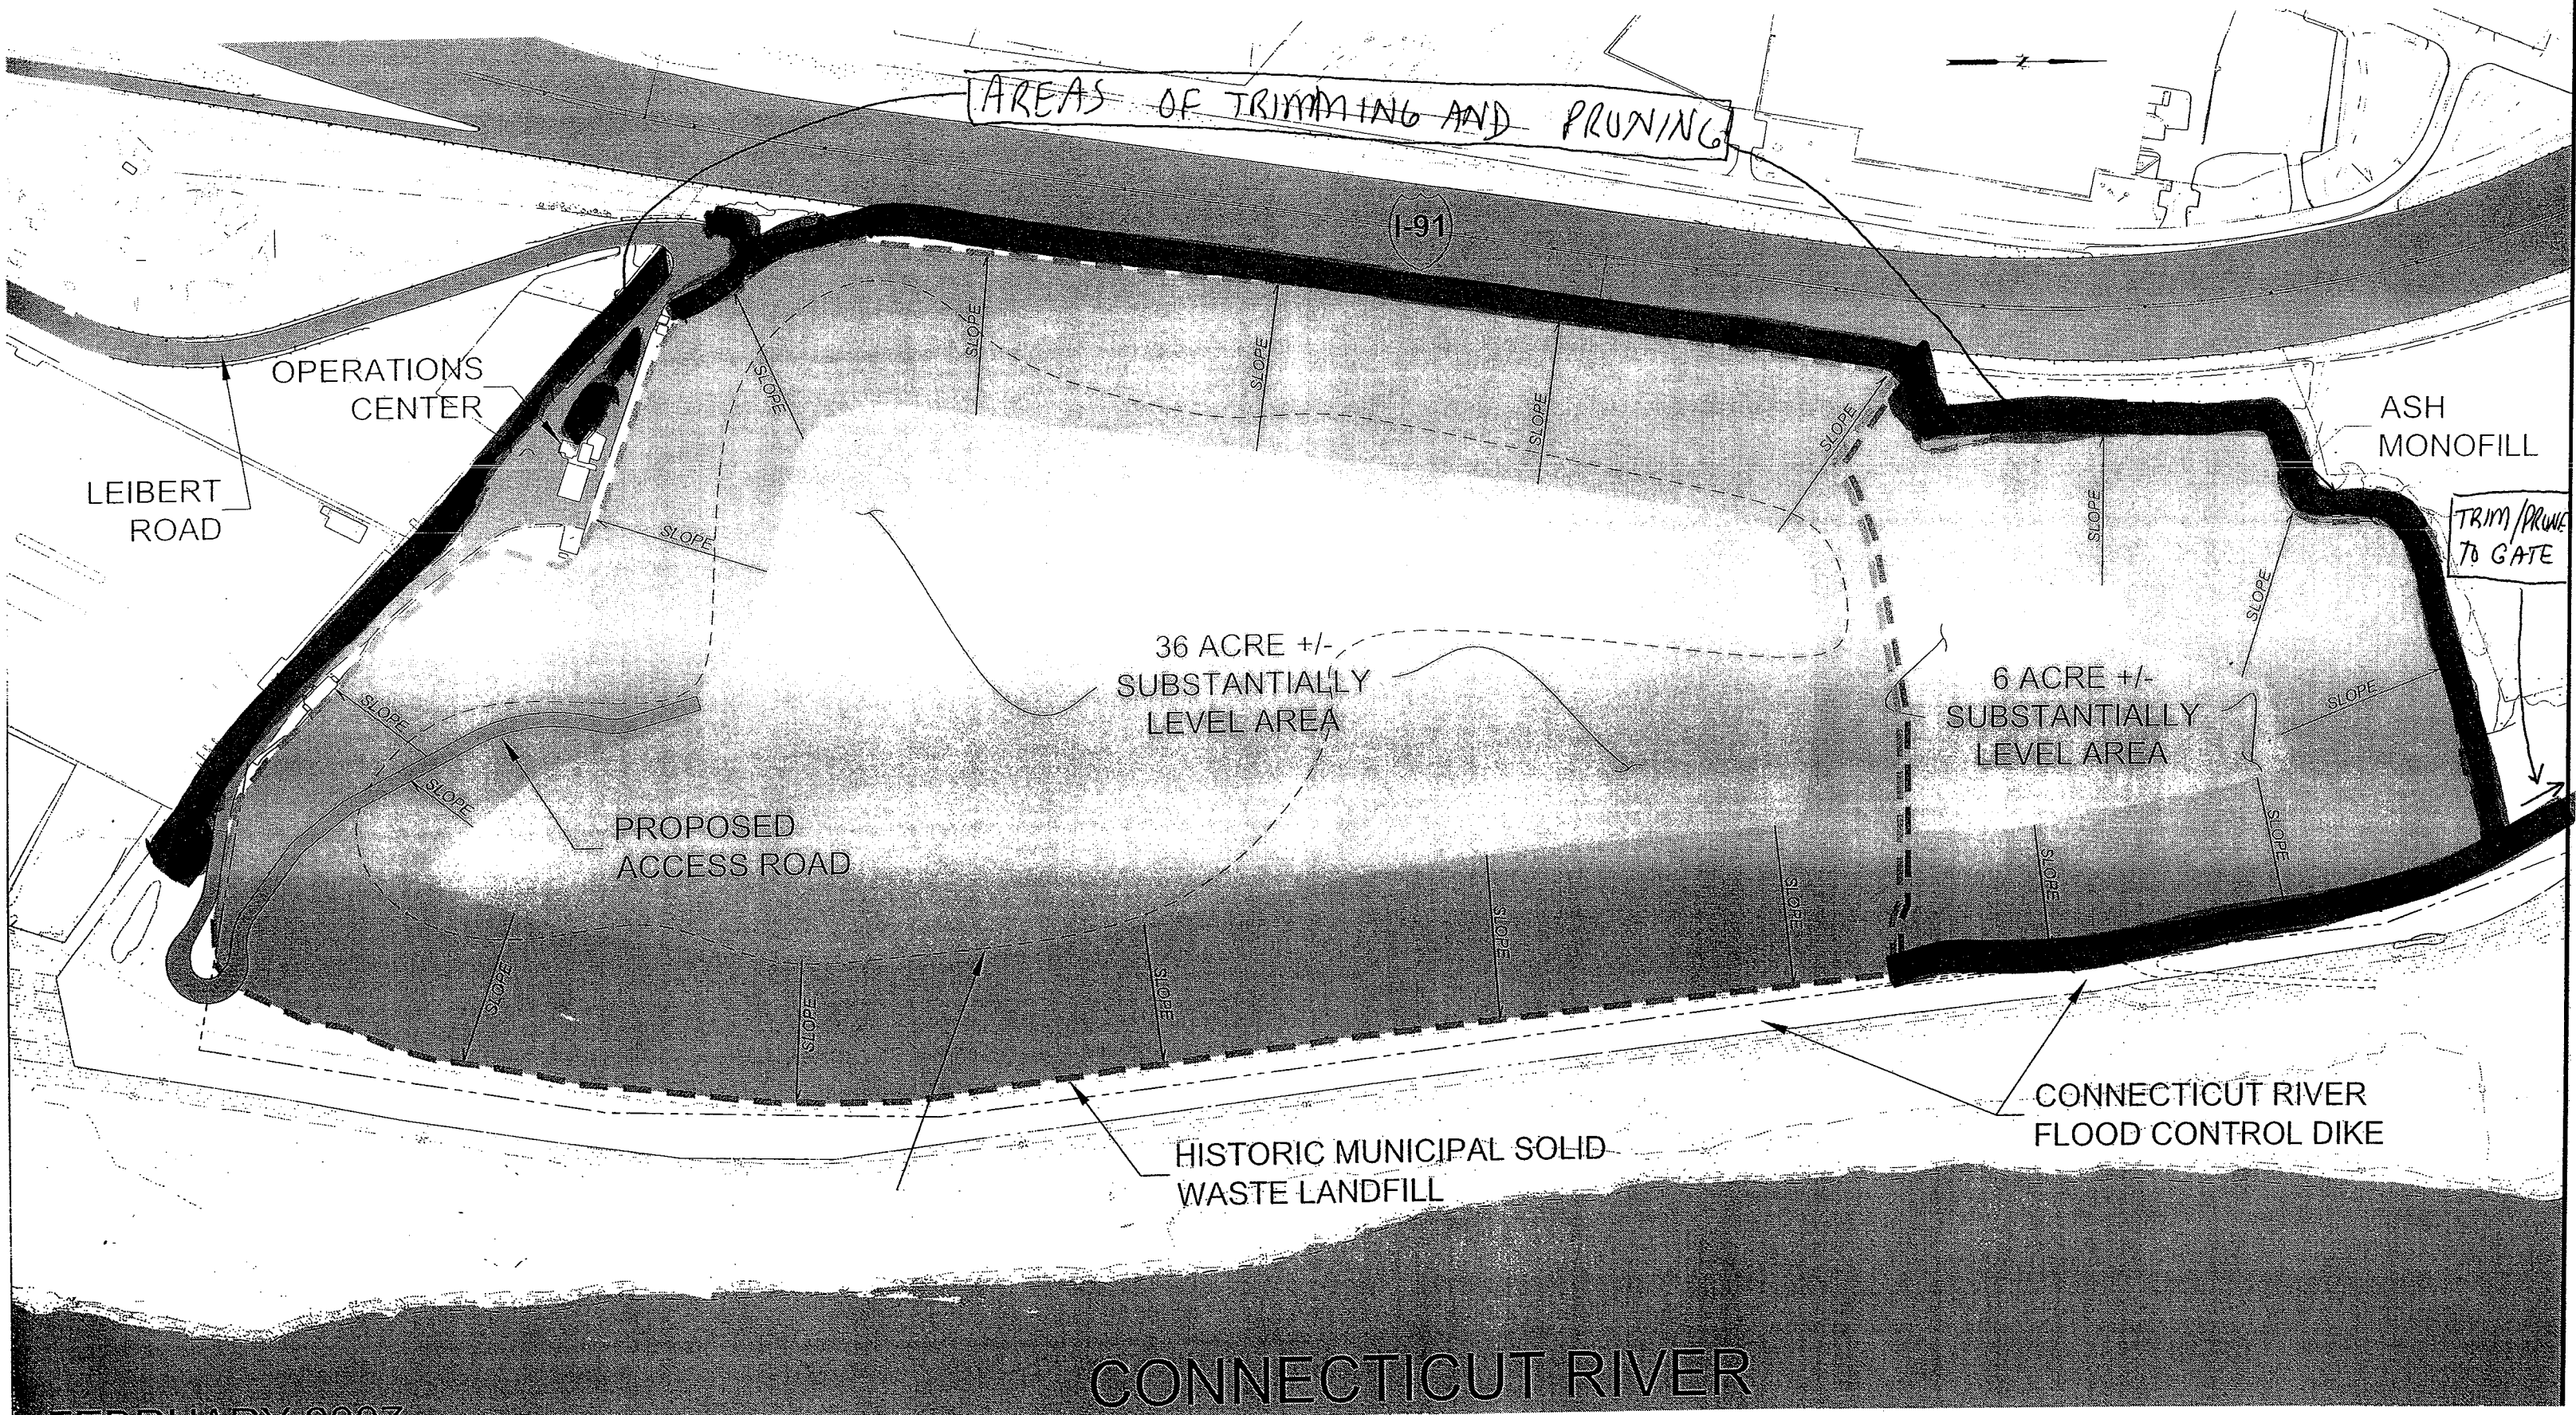 AREAS OF TRIMMING AND PRUNING
Z
I-91
SLOPE
SLOPE
SLOPE
SLOPE
SLOPE
OPERATIONS
CENTER
LEIBERT
ROAD
ASH
MONOFILL
TRIM/PRUNE
TO GATE
SLOPE
SLOPE
SLOPE
36 ACRE +/-
SUBSTANTIALLY
LEVEL AREA
6 ACRE +/-
SUBSTANTIALLY
LEVEL AREA
SLOPE
SLOPE
SLOPE
PROPOSED
ACCESS ROAD
SLOPE
SLOPE
SLOPE
SLOPE
SLOPE
SLOPE
SLOPE
CONNECTICUT RIVER
FLOOD CONTROL DIKE
HISTORIC MUNICIPAL SOLID
WASTE LANDFILL
CONNECTICUT RIVER